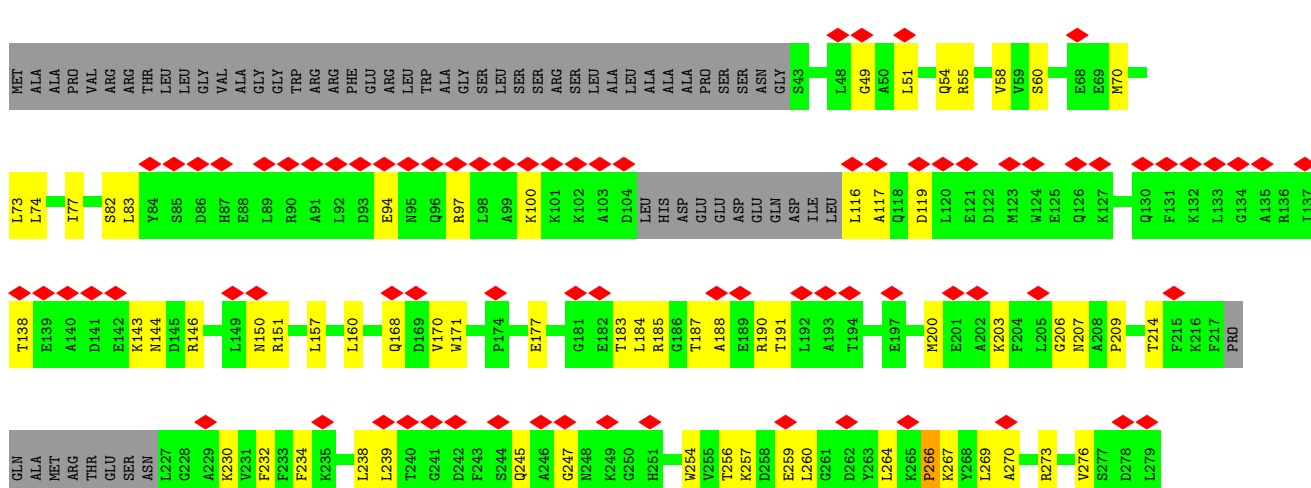 MET ALA ALA PRO VAL ARG ARG THR LEU LEU GLY VAL ALA GLY GLY TRP ARG ARG PHE GLU ARG LEU TRP ALA GLY SER LEU SER SER ARG SER LEU ALA LEU ALA ALA ALA PRO SER SER ASN GLY S43 L48 G49 A50 L51 Q54 R55 V58 V59 S60 E68 E69 M70
L73 L74 I77 S82 L83 Y84 S85 D86 H87 E88 L89 R90 A91 L92 D93 E94 N95 Q96 R97 L98 A99 K100 K101 K102 A103 D104 LEU HIS ASP GLU GLU ASP GLU GLN ASP ILE LEU L116 A117 Q118 D119 L120 E121 D122 M123 W124 E125 Q126 K127 Q130 F131 K132 L133 G134 A135 R136 I137
T138 E139 A140 D141 E142 K143 N144 D145 R146 L149 N150 R151 L157 L160 Q168 D169 V170 W171 P174 E177 G181 E182 T183 L184 R185 G186 T187 A188 E189 R190 T191 L192 A193 T194 E197 M200 E201 A202 K203 F204 L205 G206 N207 A208 P209 T214 F215 K216 F217 PRO
GLN ALA MET ARG THR GLU SER ASN L227 G228 A229 K230 V231 F232 F233 F234 K235 L238 L239 T240 G241 D242 F243 S244 Q245 A246 G247 N248 K249 G250 H251 W254 V255 T256 K257 D258 E259 L260 G261 D262 Y263 L264 K265 P266 K267 Y268 L269 A270 R273 V276 S277 D278 L279